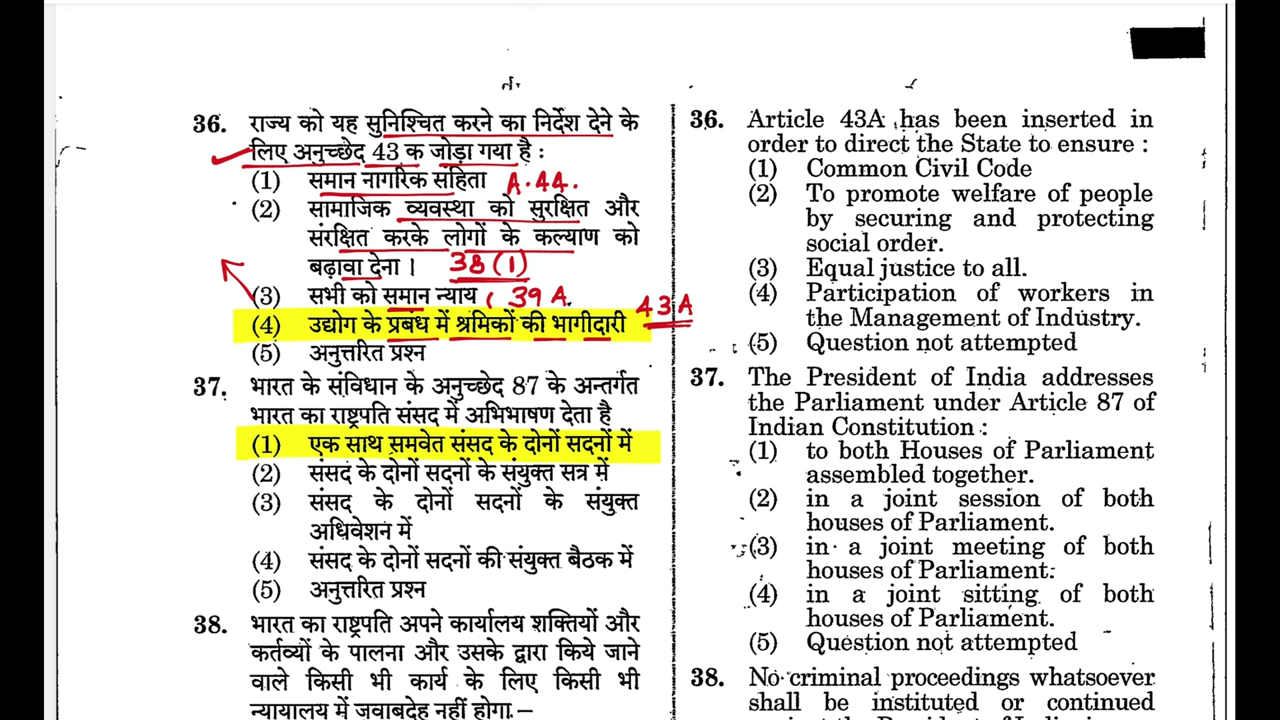 36. राज्य को यह सुनिश्चित करने का निर्देश देने के
लिए अनुच्छेद 43 क जोड़ा गया है :
(1) समान नागरिक संहिता A.44.
(2) सामाजिक व्यवस्था को सुरक्षित और
संरक्षित करके लोगों के कल्याण को
बढ़ावा देना । 38(1)
(3) सभी को समान न्याय ( 39 A.
(4) उद्योग के प्रबंध में श्रमिकों की भागीदारी 43A
(5) अनुत्तरित प्रश्न
37. भारत के संविधान के अनुच्छेद 87 के अन्तर्गत
भारत का राष्ट्रपति संसद में अभिभाषण देता है
(1) एक साथ समवेत संसद के दोनों सदनों में
(2) संसद के दोनों सदनों के संयुक्त सत्र में
(3) संसद के दोनों सदनों के संयुक्त
अधिवेशन में
(4) संसद के दोनों सदनों की संयुक्त बैठक में
(5) अनुत्तरित प्रश्न
38. भारत का राष्ट्रपति अपने कार्यालय शक्तियों और
कर्तव्यों के पालना और उसके द्वारा किये जाने
वाले किसी भी कार्य के लिए किसी भी
न्यायालय में जवाबदेह नहीं होगा.–
36. Article 43A has been inserted in
order to direct the State to ensure :
(1) Common Civil Code
(2) To promote welfare of people
by securing and protecting
social order.
(3) Equal justice to all.
(4) Participation of workers in
the Management of Industry.
(5) Question not attempted
37. The President of India addresses
the Parliament under Article 87 of
Indian Constitution :
(1) to both Houses of Parliament
assembled together.
(2) in a joint session of both
houses of Parliament.
(3) in a joint meeting of both
houses of Parliament.
(4) in a joint sitting of both
houses of Parliament.
(5) Question not attempted
38. No criminal proceedings whatsoever
shall be instituted or continued